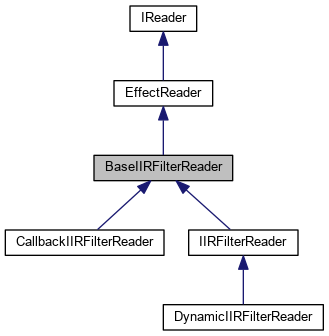 IReader
EffectReader
BaseIIRFilterReader
CallbackIIRFilterReader
IIRFilterReader
DynamicIIRFilterReader